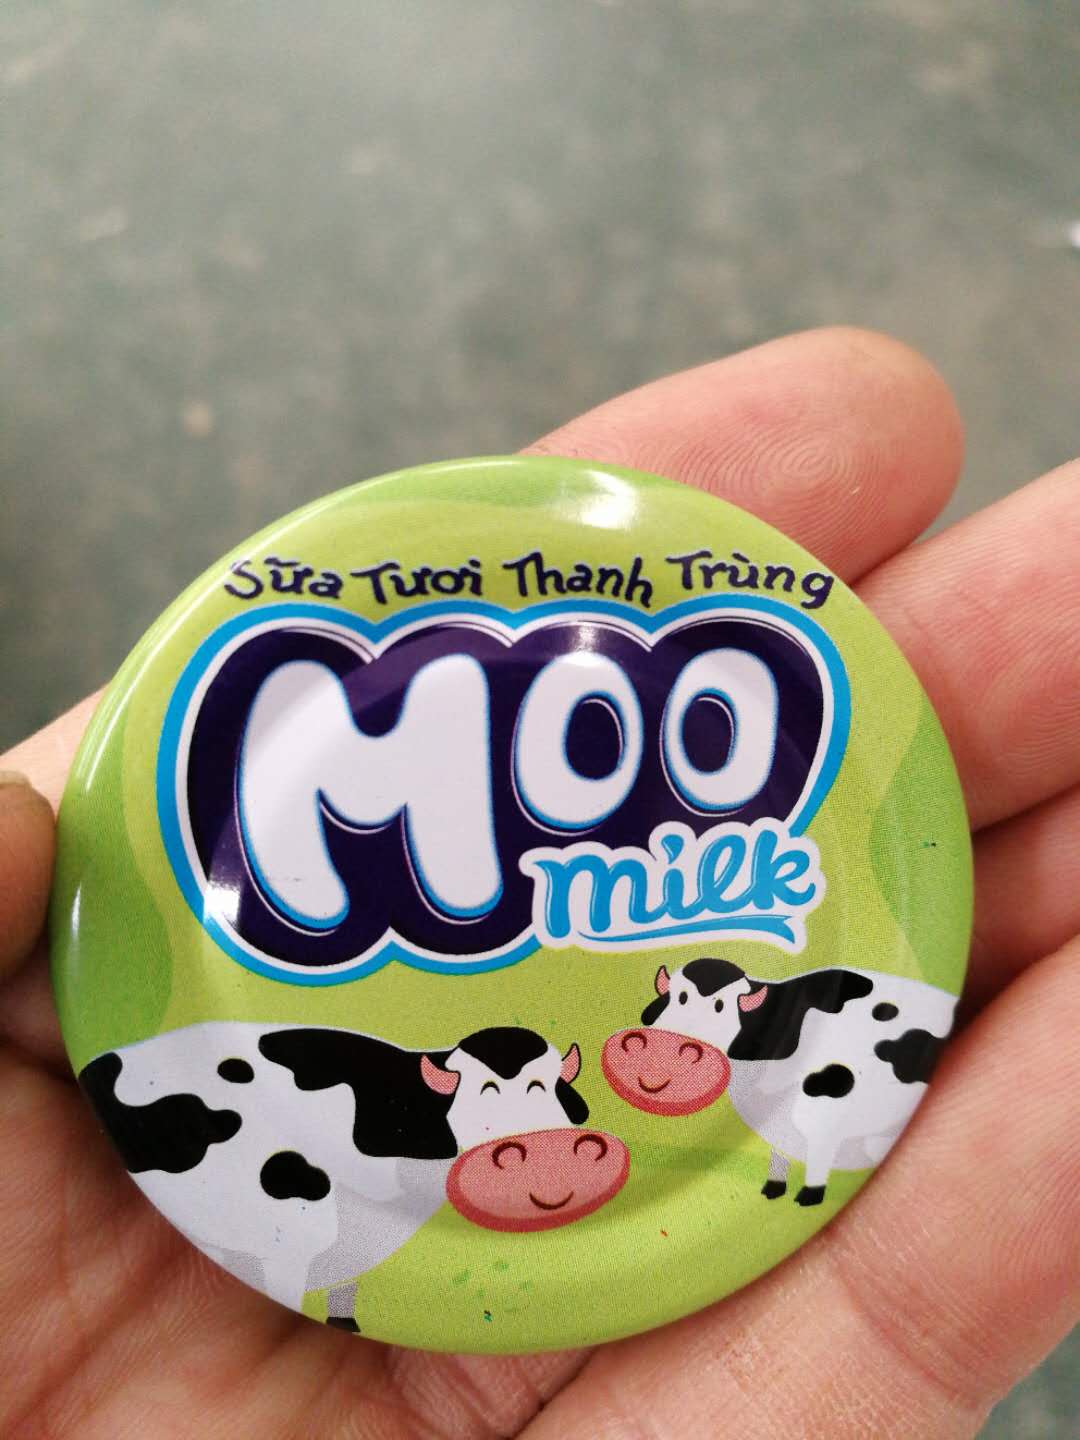 Sữa Tươi Thanh Trùng
Moo
milk